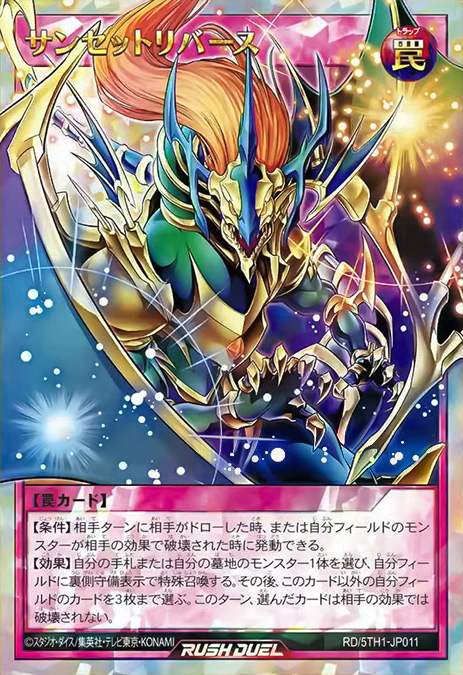 サンセットリバース
トラップ
罠
【罠カード】
【条件】相手ターンに相手がドローした時、または自分フィールドのモン
スターが相手の効果で破壊された時に発動できる。
【効果】自分の手札または自分の墓地のモンスター1体を選び、自分フィー
ルドに裏側守備表示で特殊召喚する。その後、このカード以外の自分フィー
ルドのカードを3枚まで選ぶ。このターン、選んだカードは相手の効果では
破壊されない。
©スタジオ・ダイス/集英社・テレビ東京・KONAMI
RUSH DUEL
RD/5TH1-JP011